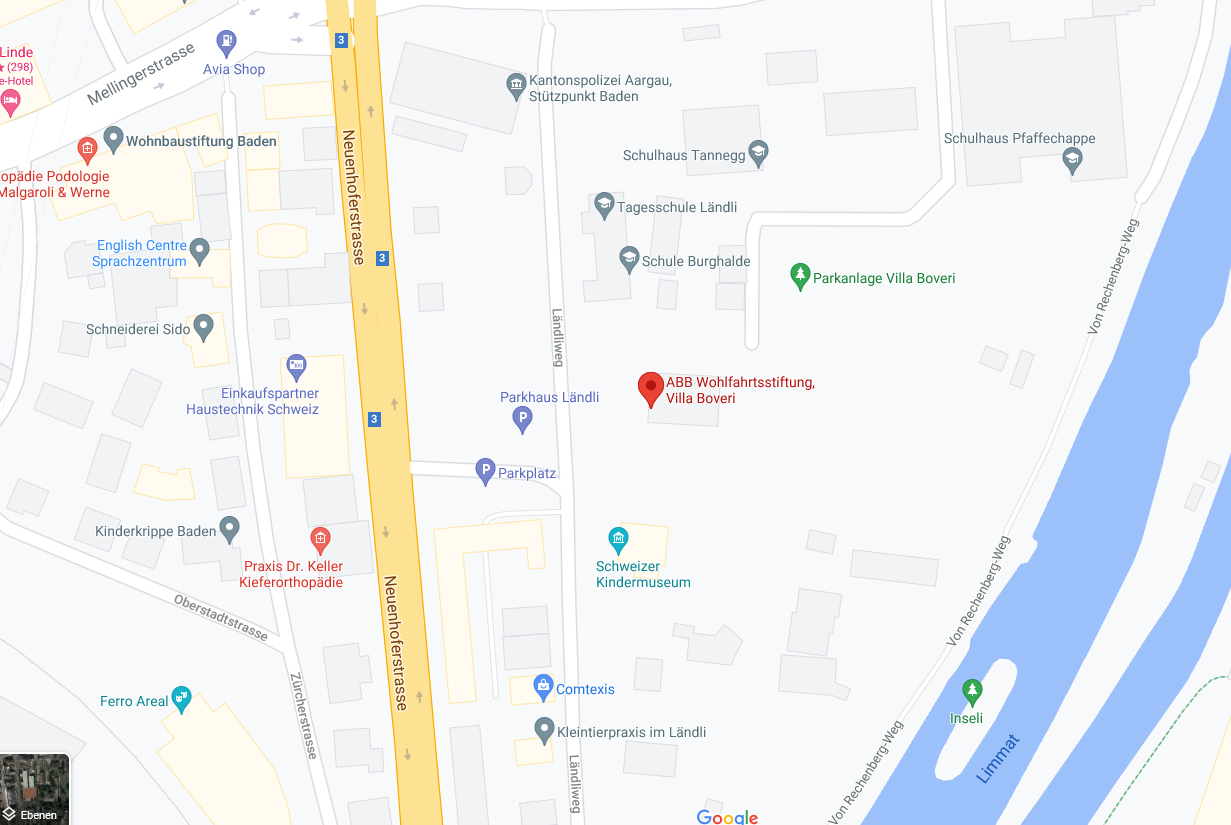 Linde
(298)
e-Hotel
Mellingerstrasse
Avia Shop
3
Kantonspolizei Aargau,
Stützpunkt Baden
Wohnbaustiftung Baden
opädie Podologie
Malgaroli & Werne
Neuenhoferstrasse
Schulhaus Tannegg
Schulhaus Pfaffechappe
Tagesschule Ländli
English Centre
Sprachzentrum
3
Schule Burghalde
Parkanlage Villa Boveri
Von Rechenberg-Weg
Schneiderei Sido
Ländliweg
Einkaufspartner
Haustechnik Schweiz
100
3
Parkhaus Ländli
P
ABB Wohlfahrtsstiftung,
Villa Boveri
P
Parkplatz
Kinderkrippe Baden
Praxis Dr. Keller
Kieferorthopädie
Schweizer
Kindermuseum
Von Rechenberg-Weg
Oberstadtstrasse
Neuenhoferstrasse
Zürcherstrasse
Ferro Areal
Comtexis
Kleintierpraxis im Ländli
Inseli
Limmat
Ländliweg
Von Rechenberg-Weg
Ebenen
Google